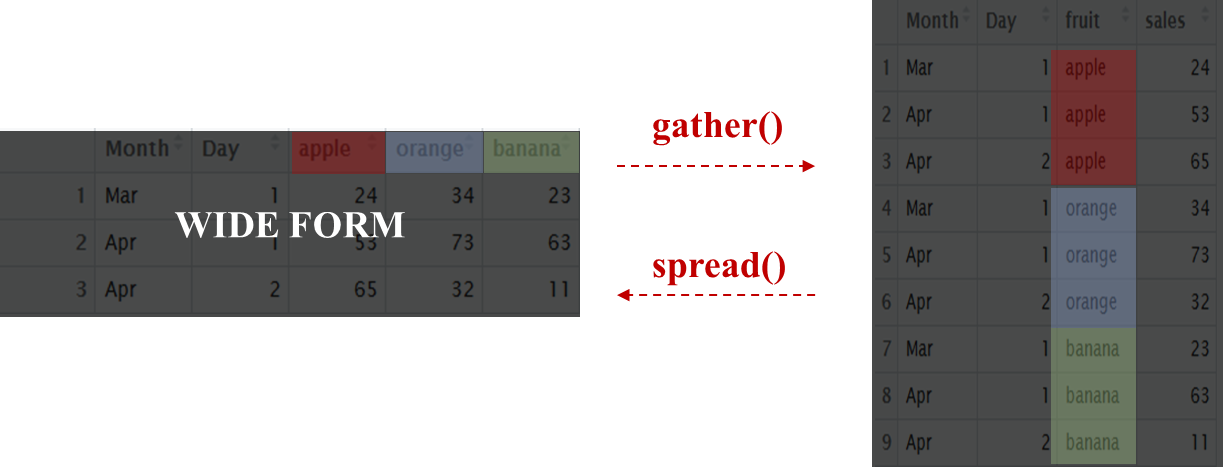 Month Day apple orange banana
1 Mar 1 24 34 23
WIDE FORM
2 Apr 1 53 73 63
3 Apr 2 65 32 11
gather()
spread()
Month Day fruit sales
1 Mar 1 apple 24
2 Apr 1 apple 53
3 Apr 2 apple 65
4 Mar 1 orange 34
5 Apr 1 orange 73
6 Apr 2 orange 32
7 Mar 1 banana 23
8 Apr 1 banana 63
9 Apr 2 banana 11